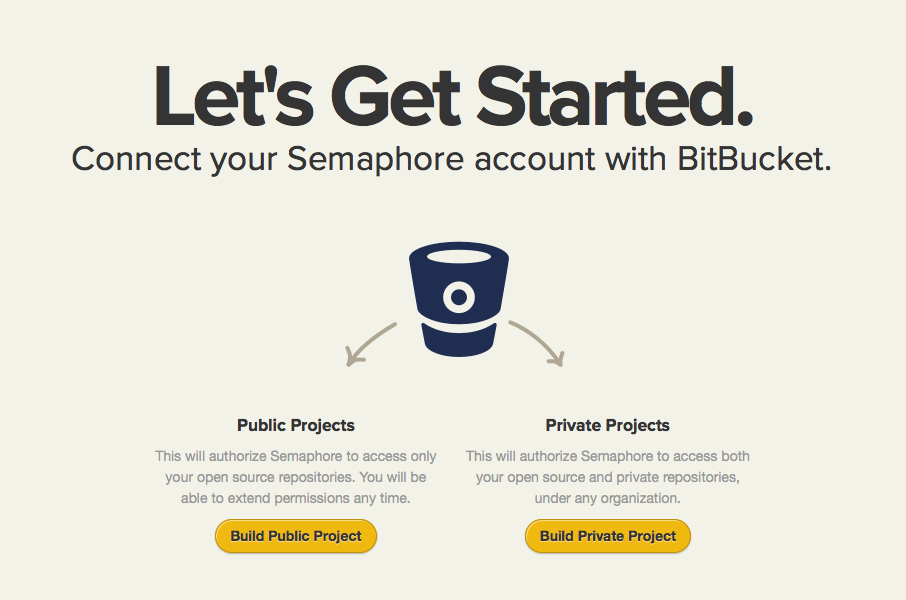 Let's Get Started.
Connect your Semaphore account with BitBucket.
Public Projects
This will authorize Semaphore to access only
your open source repositories. You will be
able to extend permissions any time.
Build Public Project
Private Projects
This will authorize Semaphore to access both
your open source and private repositories,
under any organization.
Build Private Project